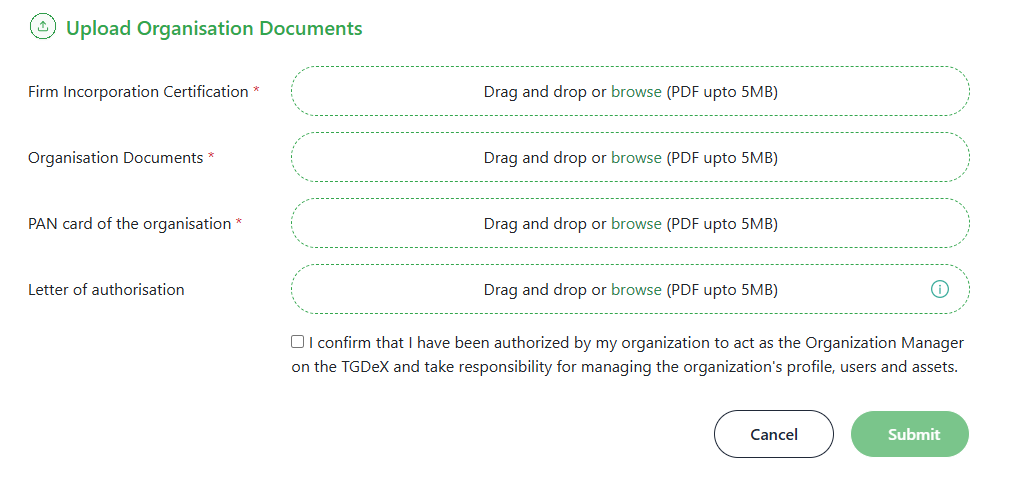 Upload Organisation Documents
Firm Incorporation Certification * Drag and drop or browse (PDF upto 5MB)
Organisation Documents * Drag and drop or browse (PDF upto 5MB)
PAN card of the organisation * Drag and drop or browse (PDF upto 5MB)
Letter of authorisation Drag and drop or browse (PDF upto 5MB)
I confirm that I have been authorized by my organization to act as the Organization Manager
on the TGDeX and take responsibility for managing the organization's profile, users and assets.
Cancel Submit